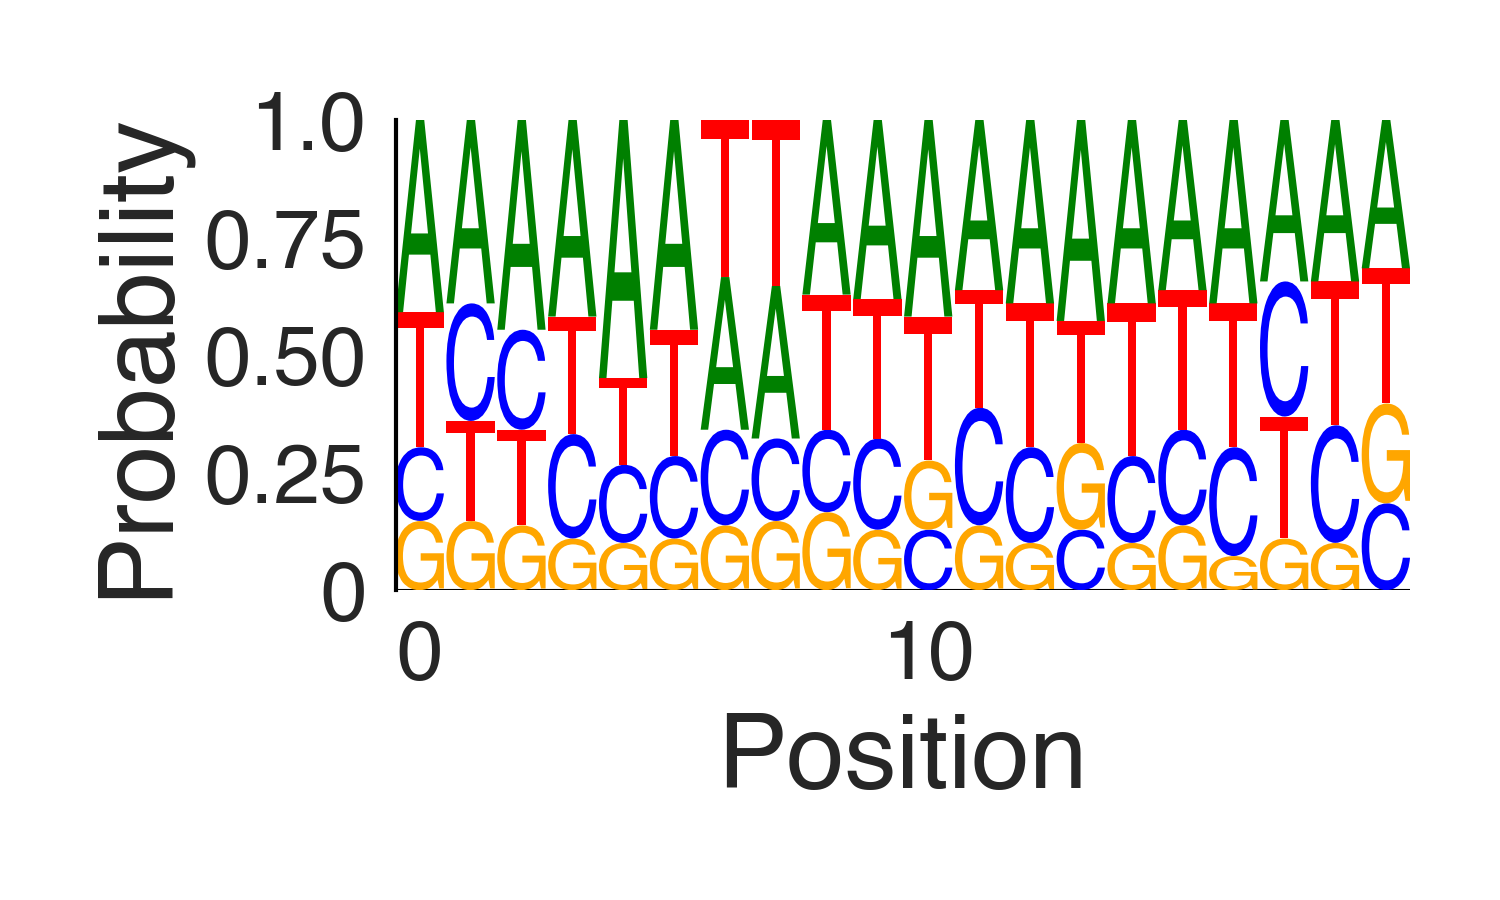 Probability
1.0
0.75
0.50
0.25
0
A A A A A A T T A A A A A A A A A A A A
T C C T T T A A T T T T T T T T T C T T
C T T C C C C C C C G C C G C C C T C G
G G G G G G G G G G C G G C G G G G G C
0 10
Position